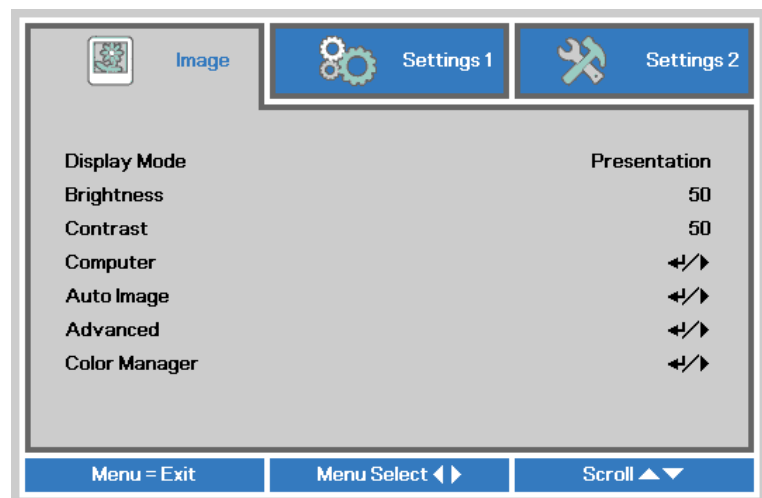 Image Settings 1 Settings 2
Display Mode Presentation
Brightness 50
Contrast 50
Computer
Auto Image
Advanced
Color Manager
Menu = Exit Menu Select Scroll